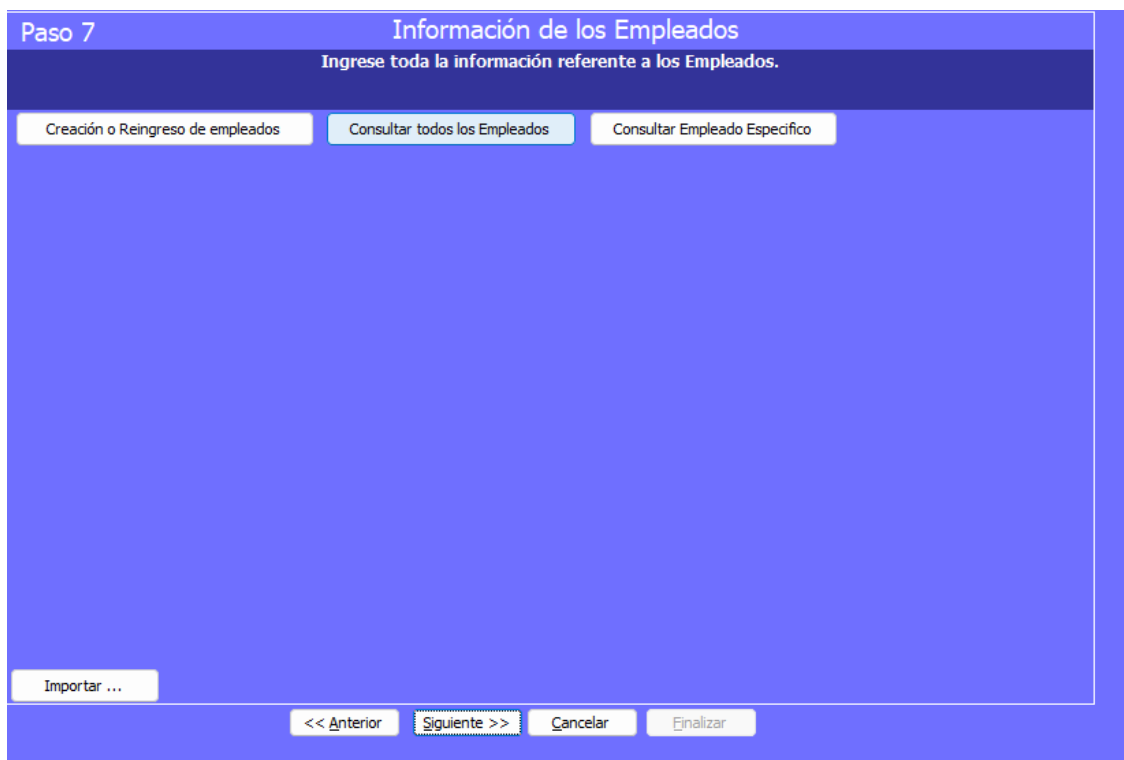 Paso 7
Información de los Empleados
Ingrese toda la información referente a los Empleados.
Creación o Reingreso de empleados
Consultar todos los Empleados
Consultar Empleado Especifico
Importar ...
<< Anterior
Siguiente >>
Cancelar
Finalizar